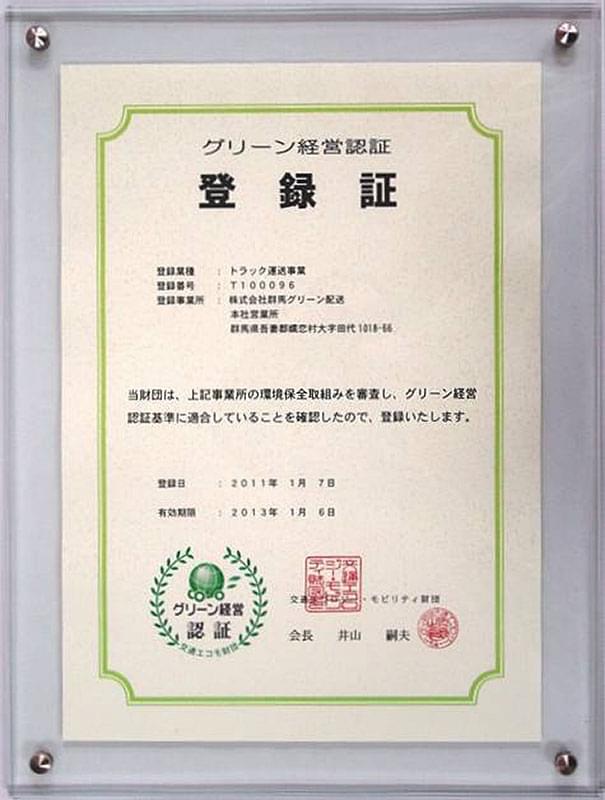 グリーン経営認証
登 録 証
登録業種 : トラック運送事業
登録番号 : T100096
登録事業所 : 株式会社群馬グリーン配送
本社営業所
群馬県吾妻郡嬬恋村大字田代1018-66
当財団は、上記事業所の環境保全取組みを審査し、グリーン経営
認証基準に適合していることを確認したので、登録いたします。
登録日 : 2011年 1月 7日
有効期限 : 2013年 1月 6日
グリーン経営
認証
交通エコモ財団
交通エコロジー・モビリティ財団
会長 井山 嗣夫